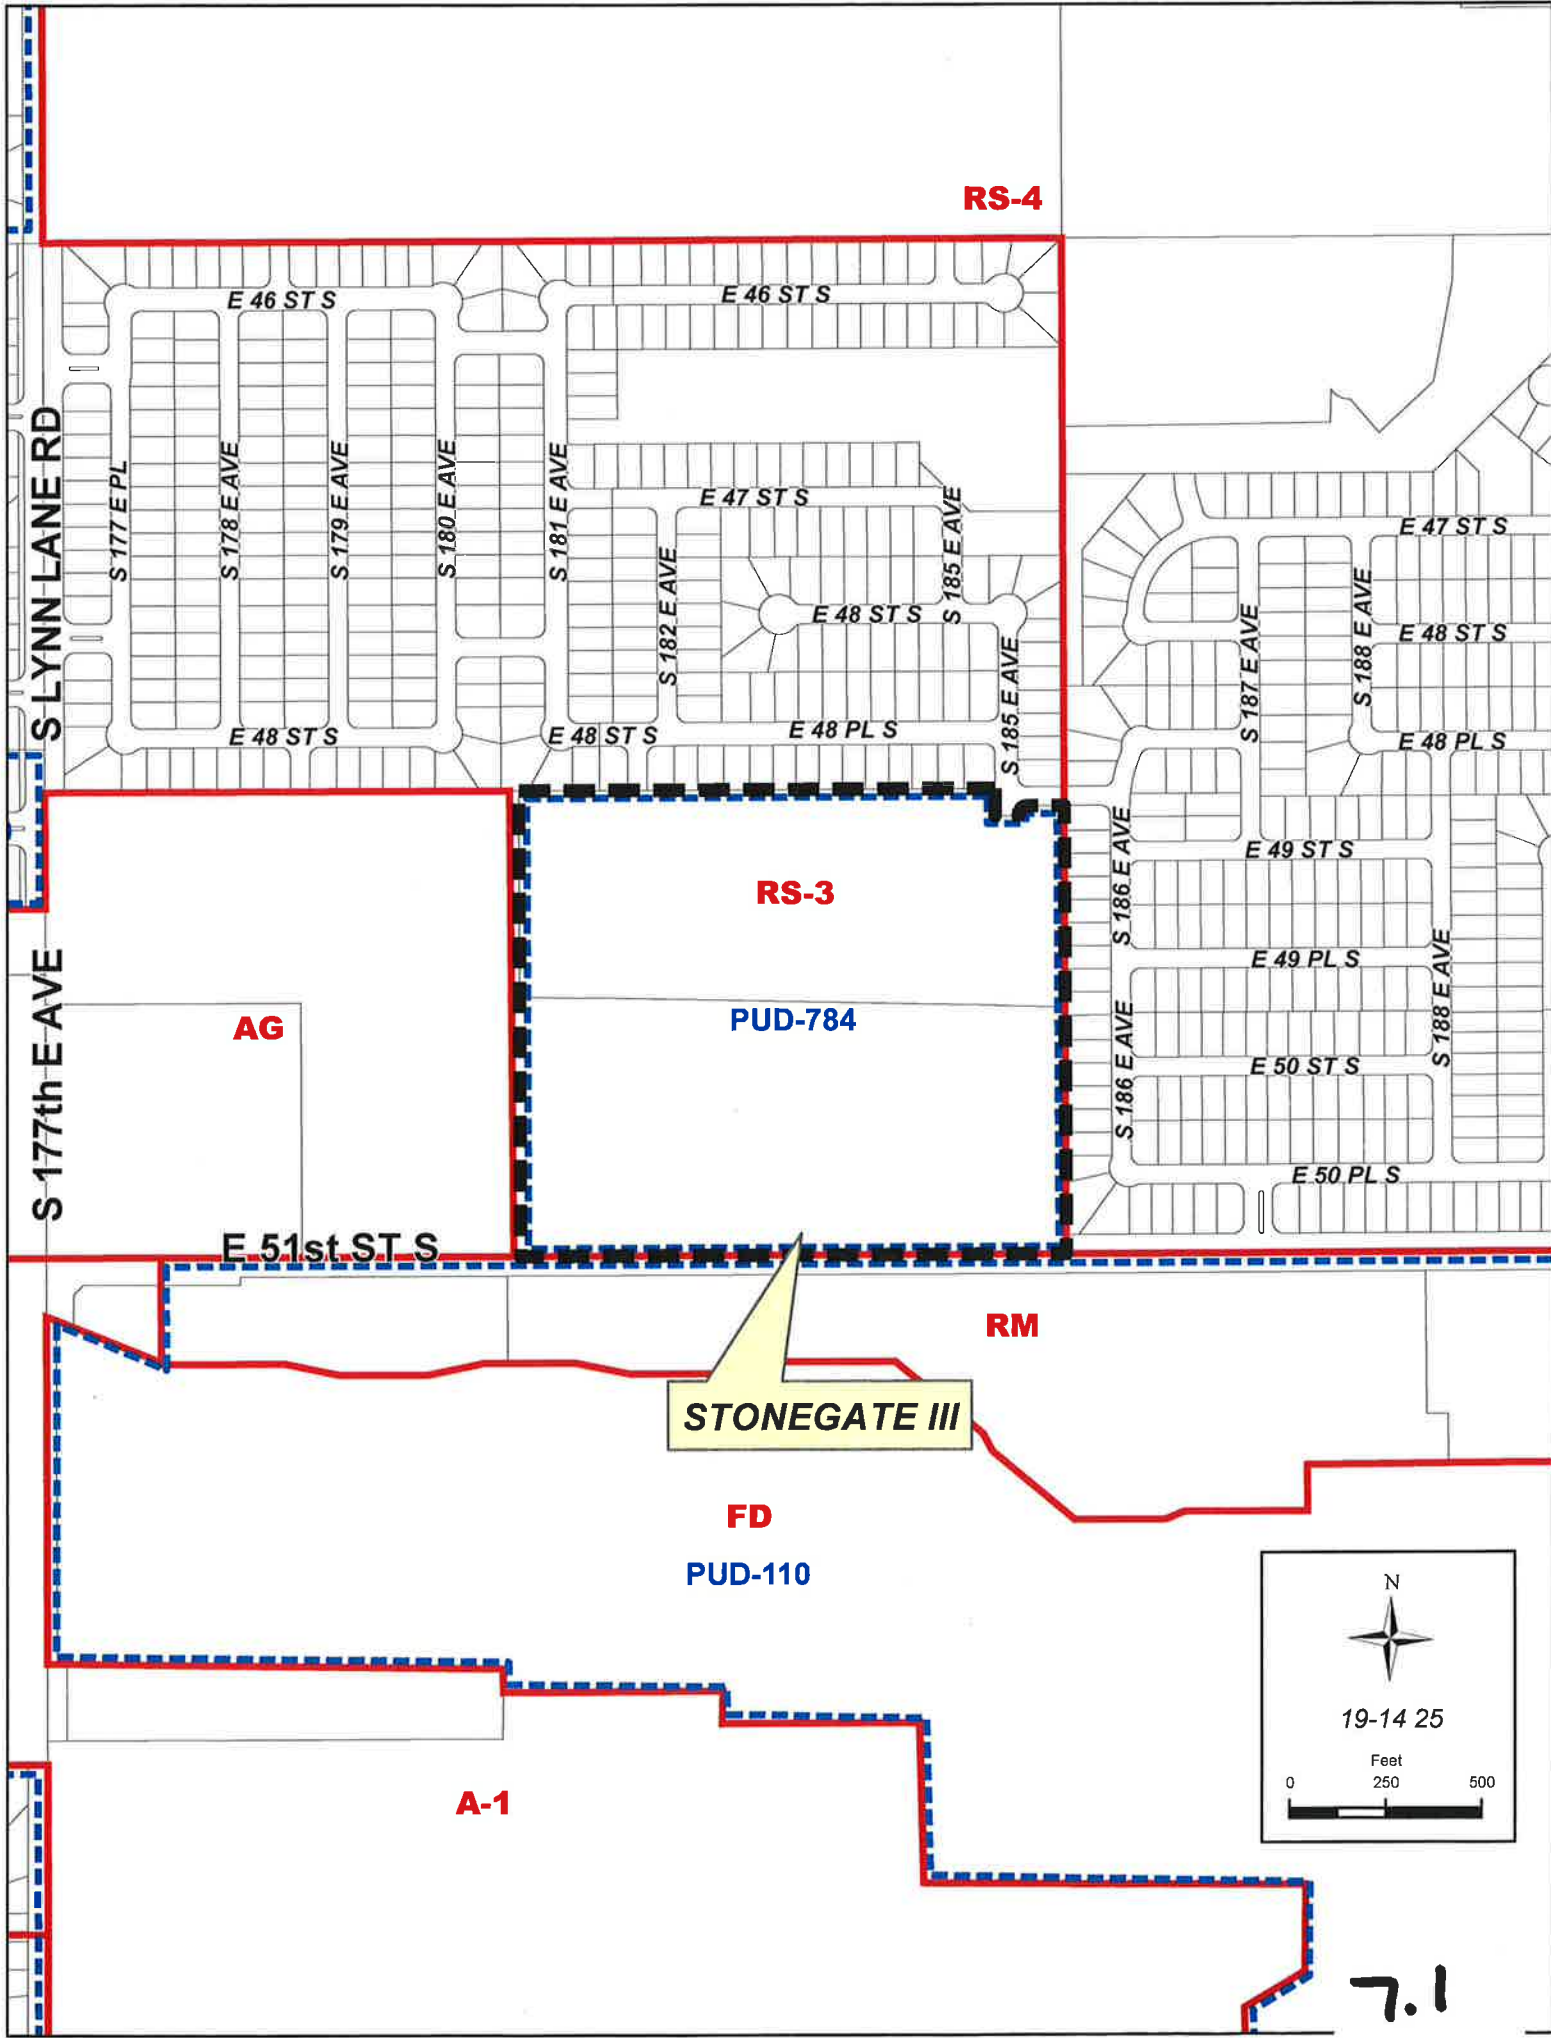 RS-4
E 46 ST S
E 46 ST S
S LYNN LANE RD
S 177 E PL
S 178 E AVE
S 179 E AVE
S 180 E AVE
S 181 E AVE
E 47 ST S
S 182 E AVE
S 185 E AVE
E 48 ST S
S 185 E AVE
E 48 ST S
E 48 ST S
E 48 PL S
E 47 ST S
S 187 E AVE
S 188 E AVE
E 48 ST S
E 48 PL S
S 186 E AVE
E 49 ST S
RS-3
S 177th E AVE
AG
PUD-784
E 49 PL S
S 188 E AVE
S 186 E AVE
E 50 ST S
E 50 PL S
E 51st ST S
RM
STONEGATE III
FD
PUD-110
A-1
N
19-14 25
Feet
0 250 500
7.1